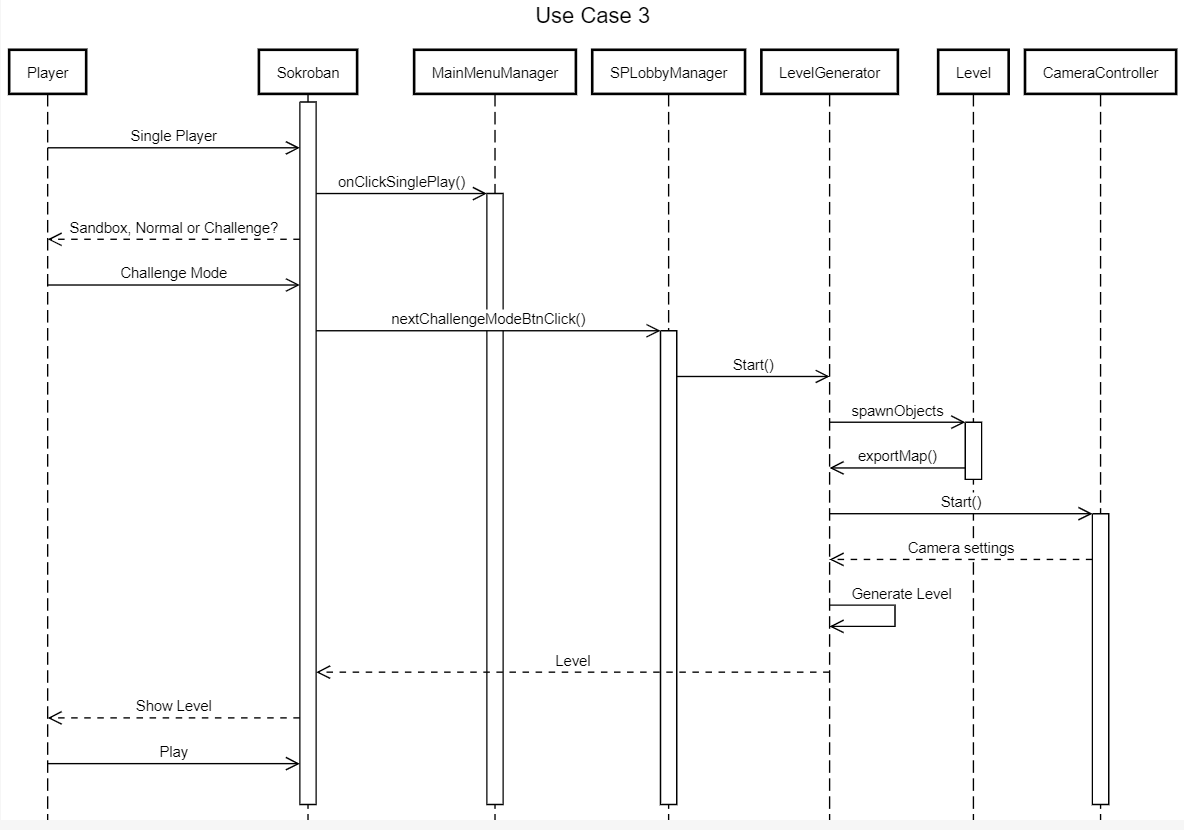 Use Case 3
Player
Sokroban
MainMenuManager
SPLobbyManager
LevelGenerator
Level
CameraController
Single Player
onClickSinglePlay()
Sandbox, Normal or Challenge?
Challenge Mode
nextChallengeModeBtnClick()
Start()
spawnObjects
exportMap()
Start()
Camera settings
Generate Level
Level
Show Level
Play